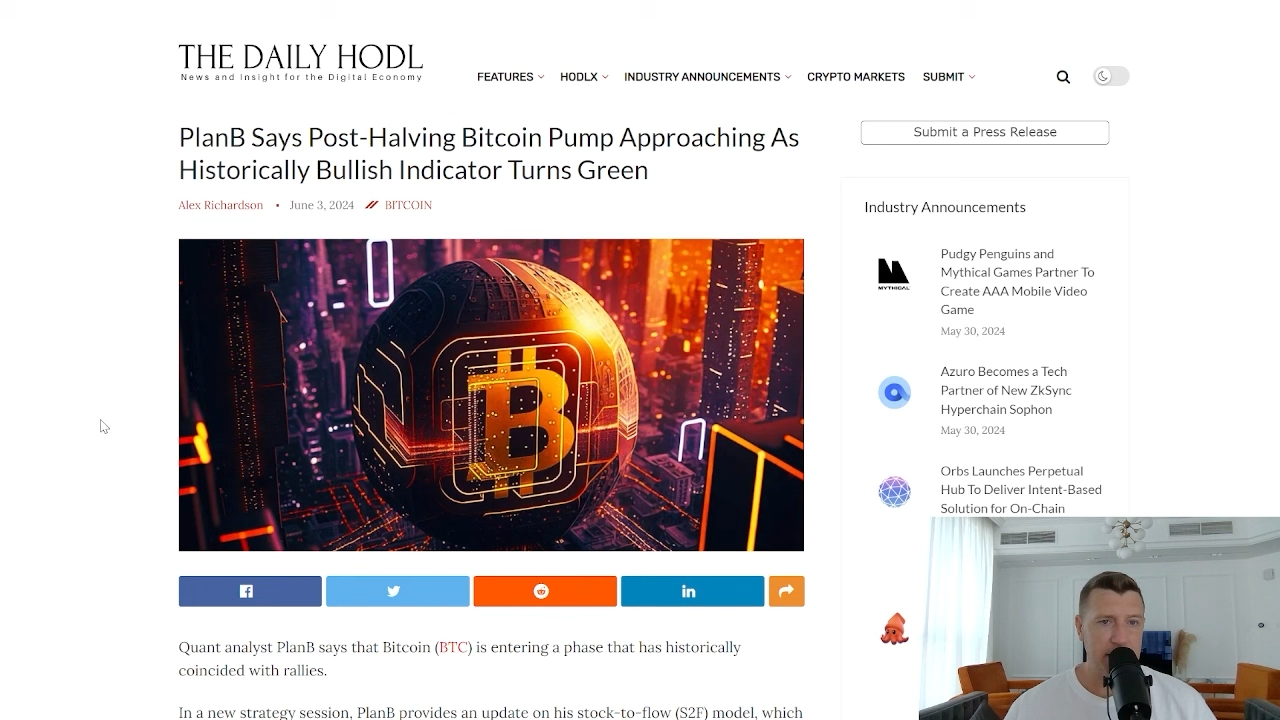 THE DAILY HODL
News and Insight for the Digital Economy
FEATURES
HODLX
INDUSTRY ANNOUNCEMENTS
CRYPTO MARKETS
SUBMIT
PlanB Says Post-Halving Bitcoin Pump Approaching As
Historically Bullish Indicator Turns Green
Alex Richardson • June 3, 2024 BITCOIN
Quant analyst PlanB says that Bitcoin (BTC) is entering a phase that has historically
coincided with rallies.
In a new strategy session, PlanB provides an update on his stock-to-flow (S2F) model, which
Submit a Press Release
Industry Announcements
MYTHICAL
Pudgy Penguins and
Mythical Games Partner To
Create AAA Mobile Video
Game
May 30, 2024
Azuro Becomes a Tech
Partner of New ZkSync
Hyperchain Sophon
May 30, 2024
Orbs Launches Perpetual
Hub To Deliver Intent-Based
Solution for On-Chain